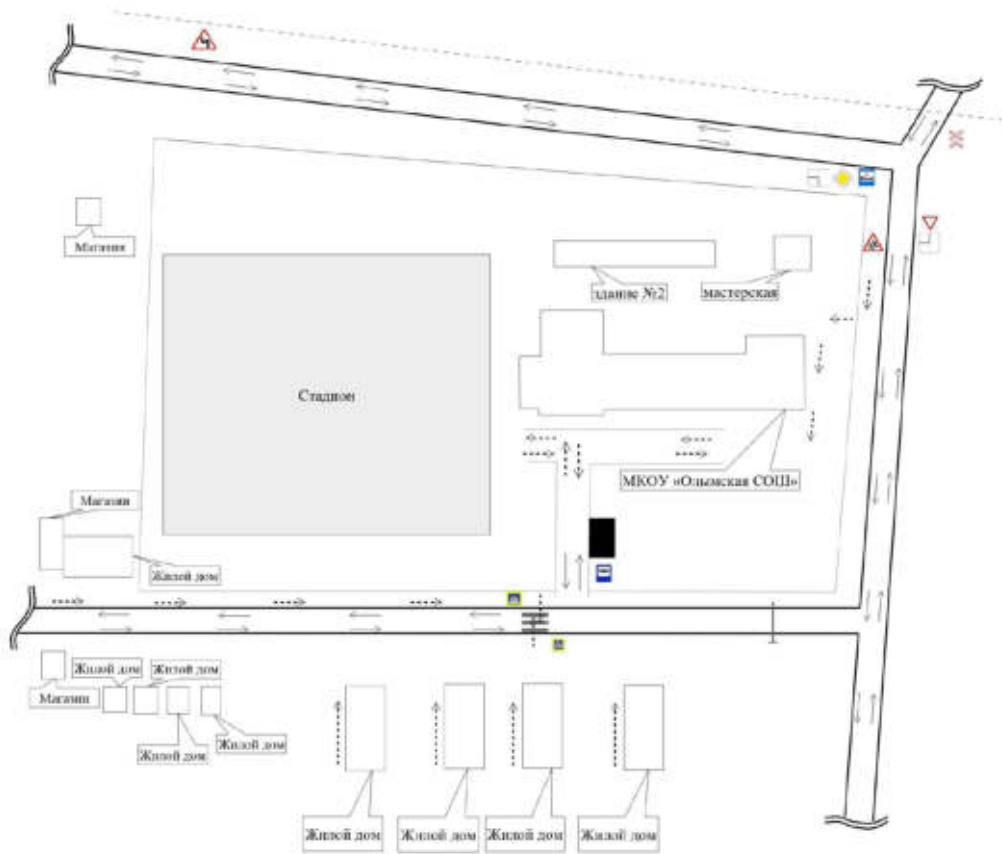 Магазин
здание №2
мастерская
Стадион
МКОУ «Олымская СОШ»
Магазин
Жилой дом
Жилой дом
Жилой дом
Магазин
Жилой дом
Жилой дом
Жилой дом
Жилой дом
Жилой дом
Жилой дом